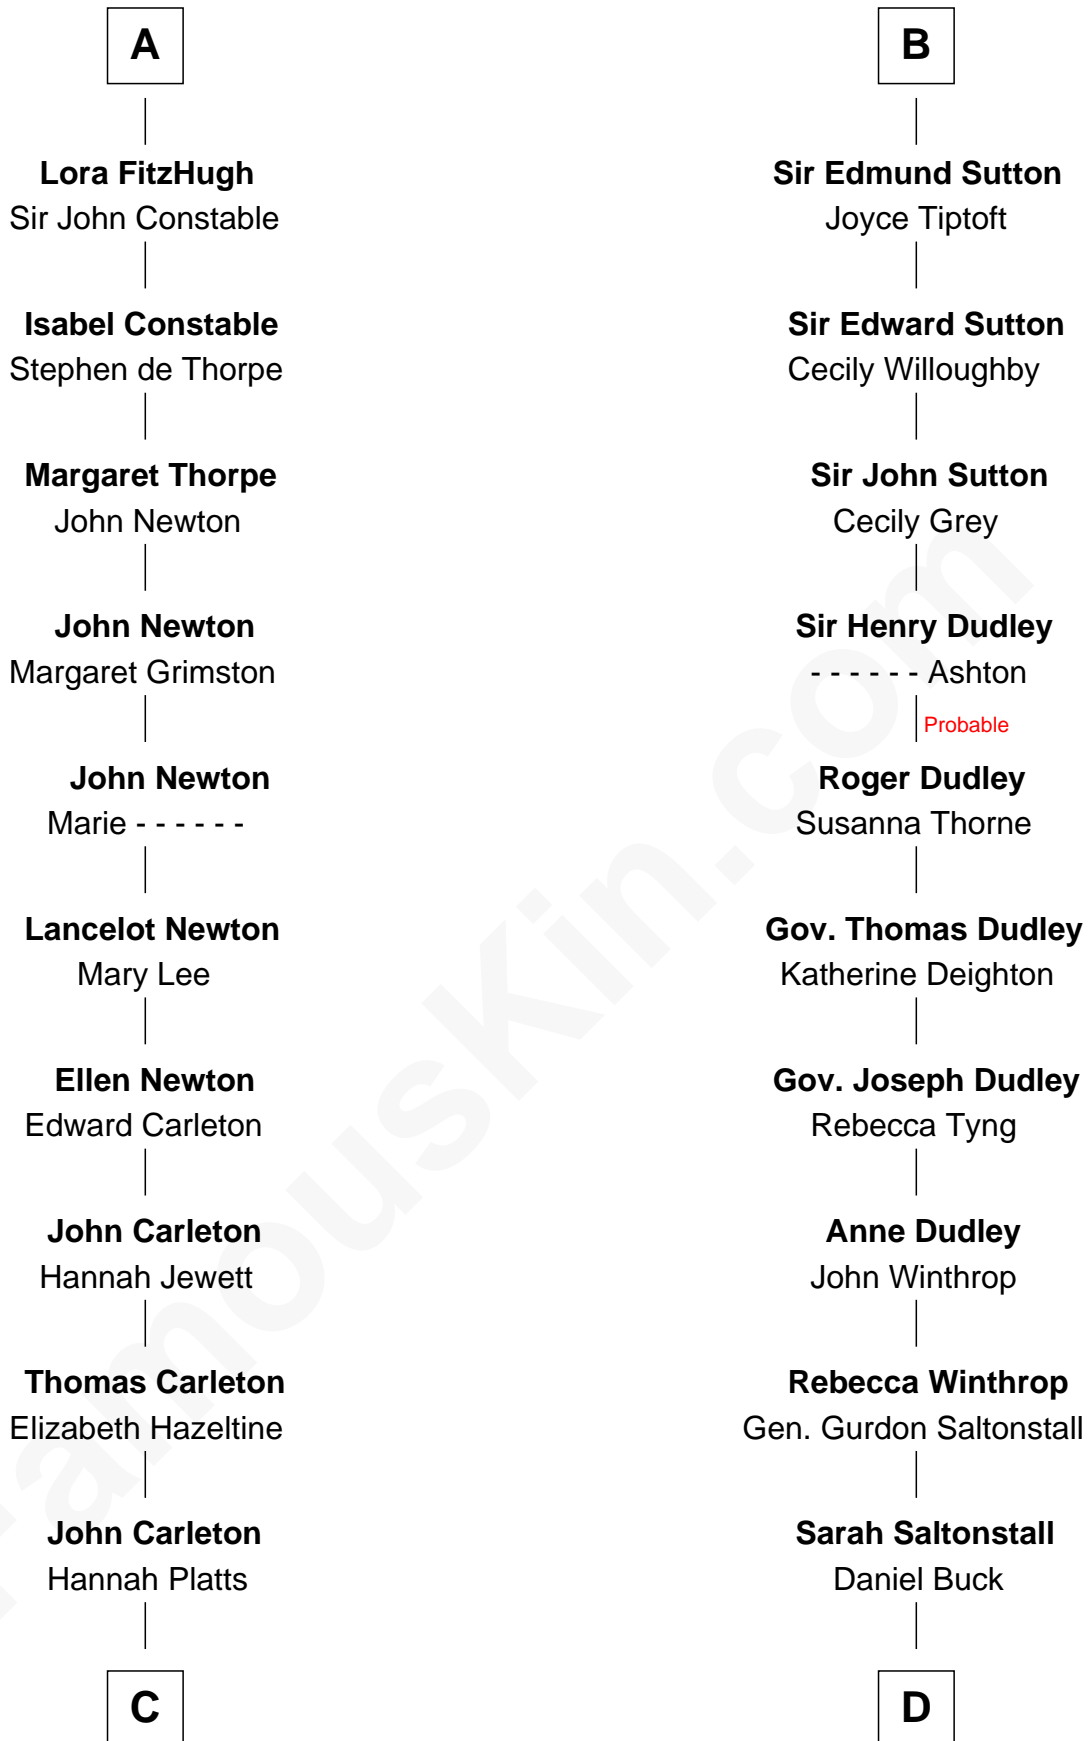 A
Lora FitzHugh
Sir John Constable
Isabel Constable
Stephen de Thorpe
Margaret Thorpe
John Newton
John Newton
Margaret Grimston
John Newton
Marie - - - - - -
Lancelot Newton
Mary Lee
Ellen Newton
Edward Carleton
John Carleton
Hannah Jewett
Thomas Carleton
Elizabeth Hazeltine
John Carleton
Hannah Platts
C
B
Sir Edmund Sutton
Joyce Tiptoft
Sir Edward Sutton
Cecily Willoughby
Sir John Sutton
Cecily Grey
Sir Henry Dudley
- - - - - - Ashton
Probable
Roger Dudley
Susanna Thorne
Gov. Thomas Dudley
Katherine Deighton
Gov. Joseph Dudley
Rebecca Tyng
Anne Dudley
John Winthrop
Rebecca Winthrop
Gen. Gurdon Saltonstall
Sarah Saltonstall
Daniel Buck
D
FamousKin.com